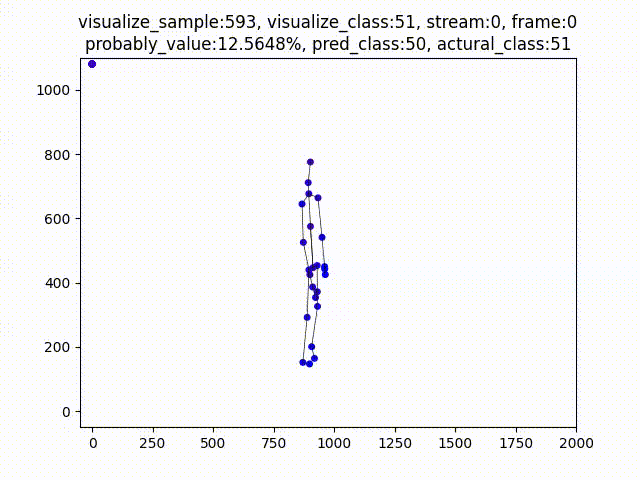 visualize_sample:593, visualize_class:51, stream:0, frame:0
probably_value:12.5648%, pred_class:50, actural_class:51
1000
800
600
400
200
0
0 250 500 750 1000 1250 1500 1750 2000